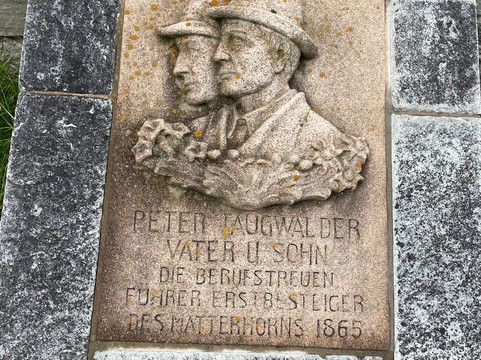 PETER TAUGWALDER
VATER U. SOHN
DIE BERUFSTREUEN
FÜHRER. ERSTBESTEIGER
DES MATTERHORNS 1865